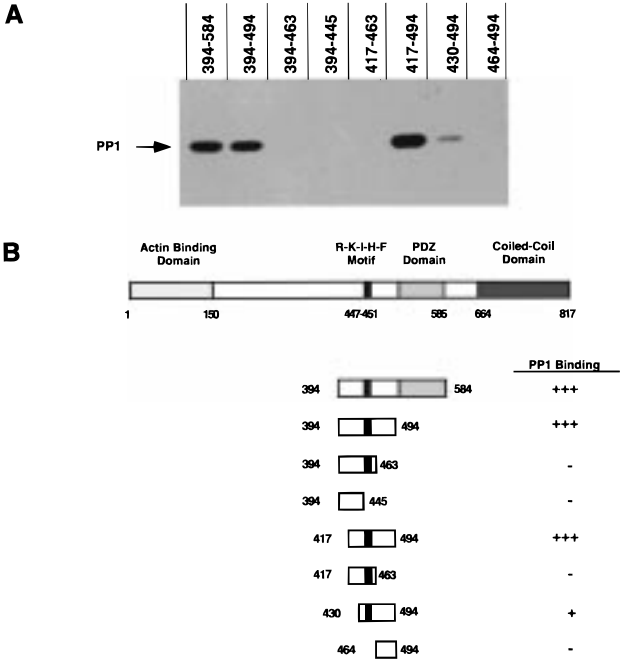 A
394-584
394-494
394-463
394-445
417-463
417-494
430-494
464-494
PP1
B
Actin Binding
Domain
R-K-I-H-F
Motif
PDZ
Domain
Coiled-Coil
Domain
1 150 447-451 585 664 817
PP1 Binding
394 584 +++
394 494 +++
394 463 -
394 445 -
417 494 +++
417 463 -
430 494 +
464 494 -